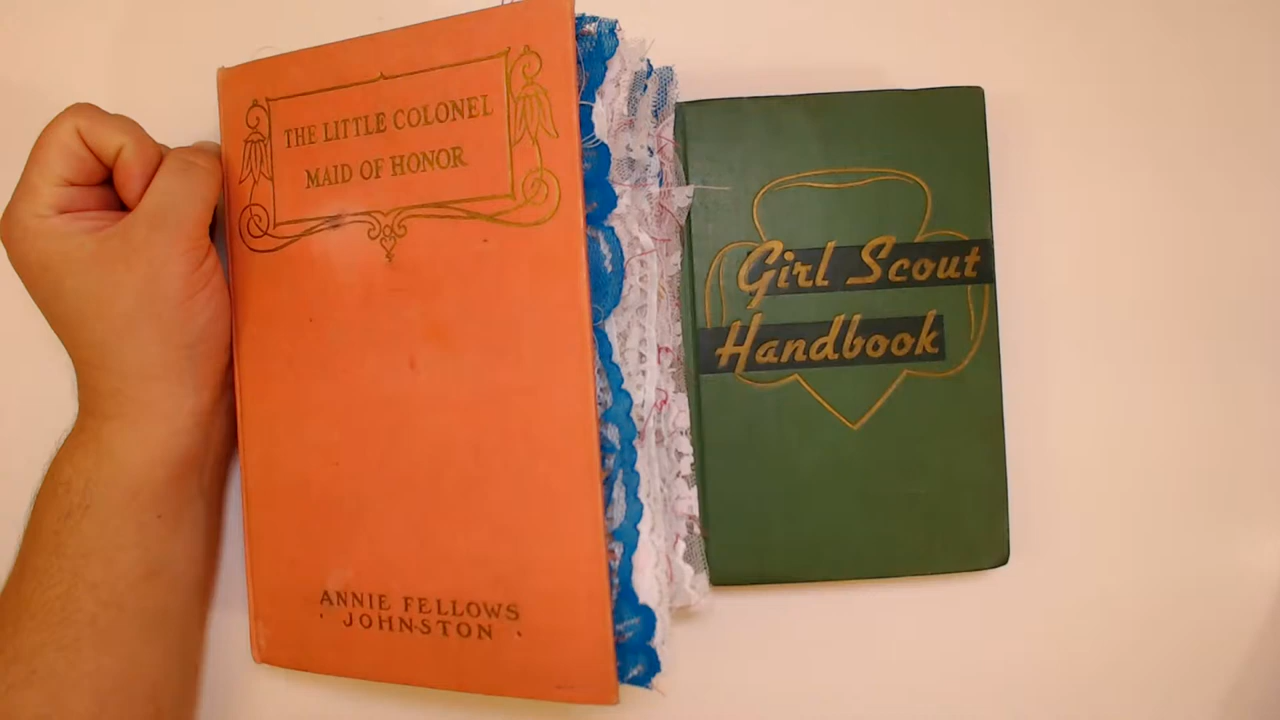 THE LITTLE COLONEL
MAID OF HONOR
ANNIE FELLOWS
· JOHNSTON ·
Girl Scout
Handbook